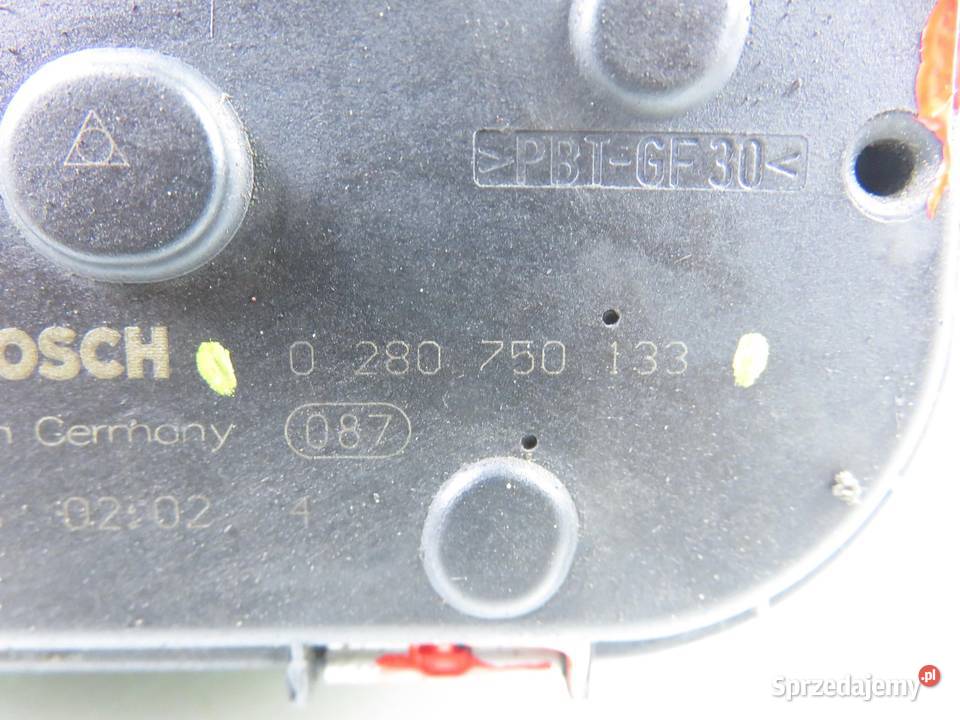 >PBT-GF30<
OSCH 0 280 750 133
n Germany 087
02:02 4
Sprzedajemy.pl